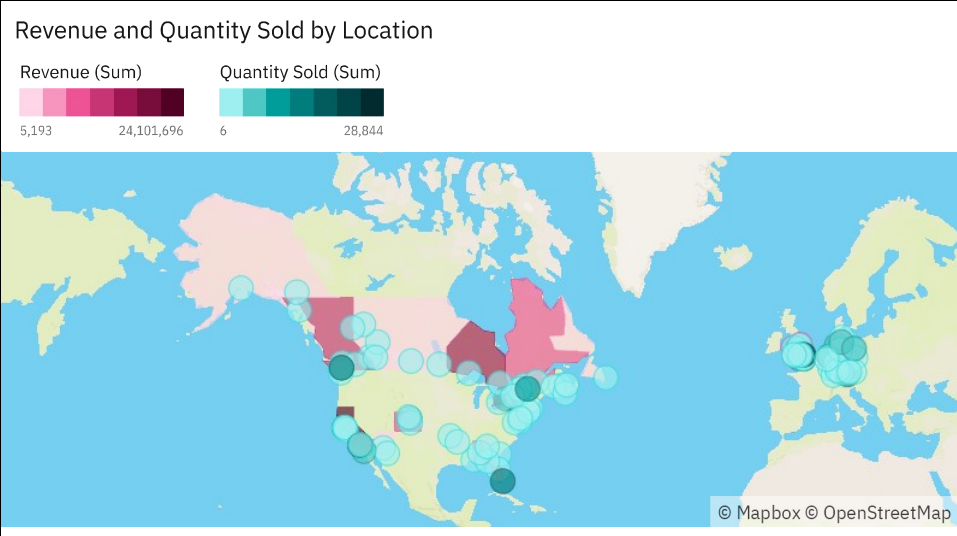 Revenue and Quantity Sold by Location
Revenue (Sum) Quantity Sold (Sum)
5,193 24,101,696 6 28,844
© Mapbox © OpenStreetMap